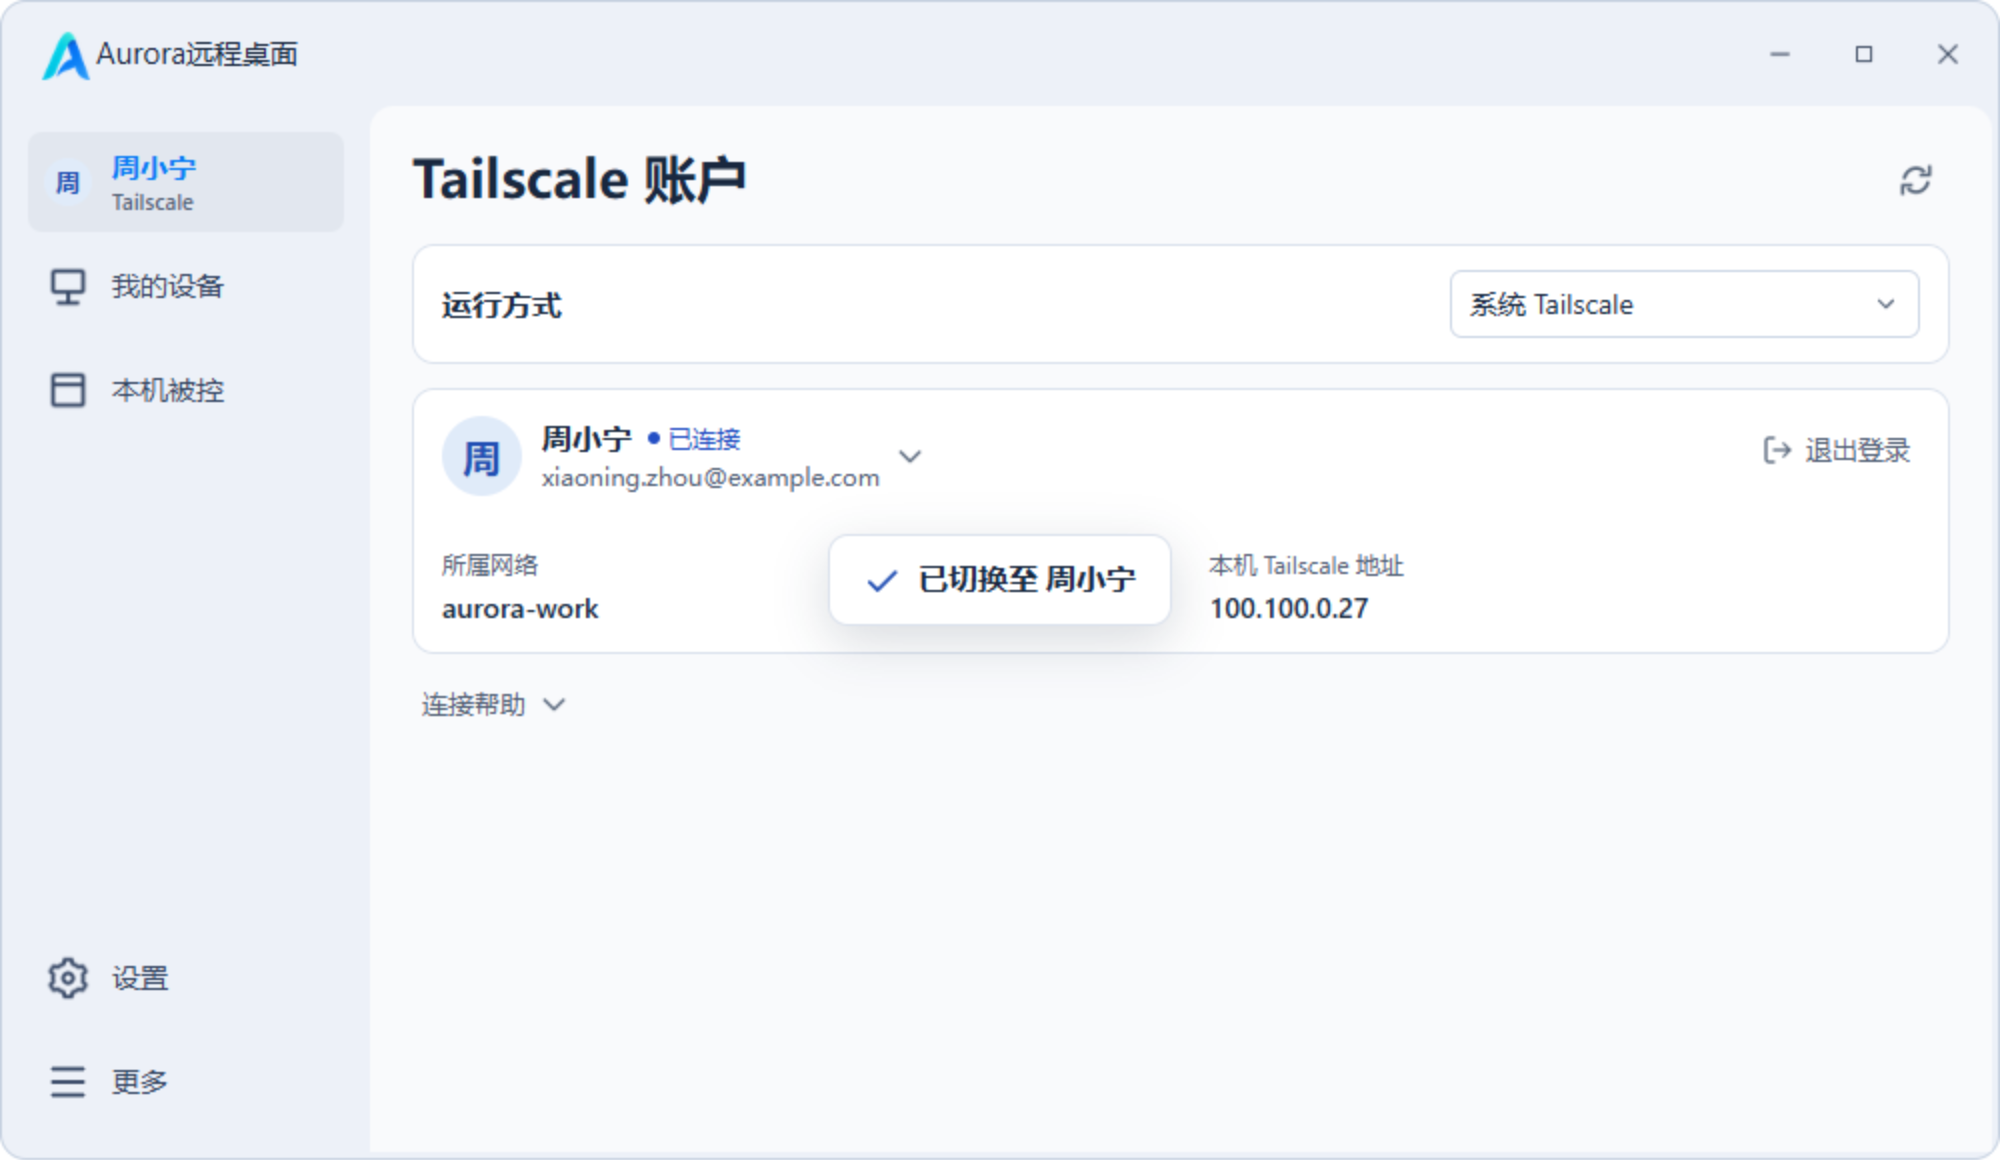 Aurora远程桌面
周
周小宁
Tailscale
我的设备
本机被控
设置
更多
Tailscale 账户
运行方式
系统 Tailscale
周
周小宁
已连接
xiaoning.zhou@example.com
退出登录
所属网络
aurora-work
已切换至 周小宁
本机 Tailscale 地址
100.100.0.27
连接帮助